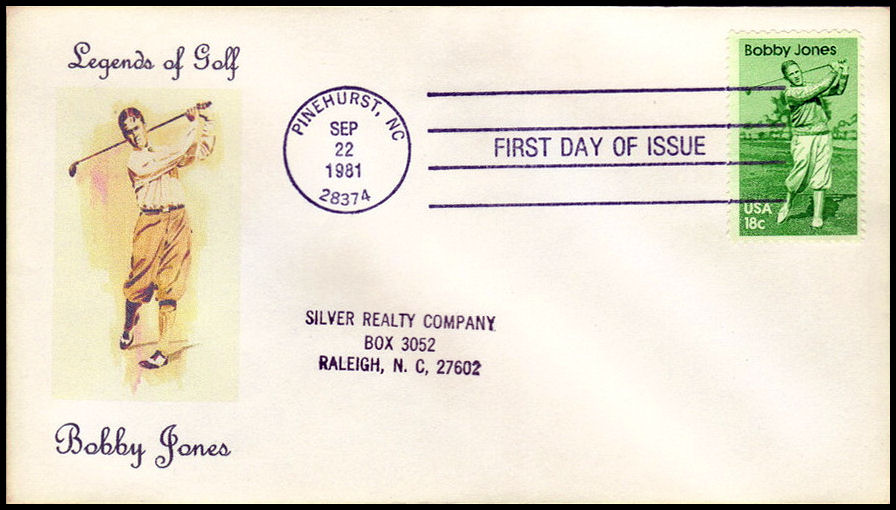 Legends of Golf
Bobby Jones
PINEHURST, NC
SEP
22
1981
28374
FIRST DAY OF ISSUE
Bobby Jones
USA
18c
SILVER REALTY COMPANY
BOX 3052
RALEIGH, N. C, 27602